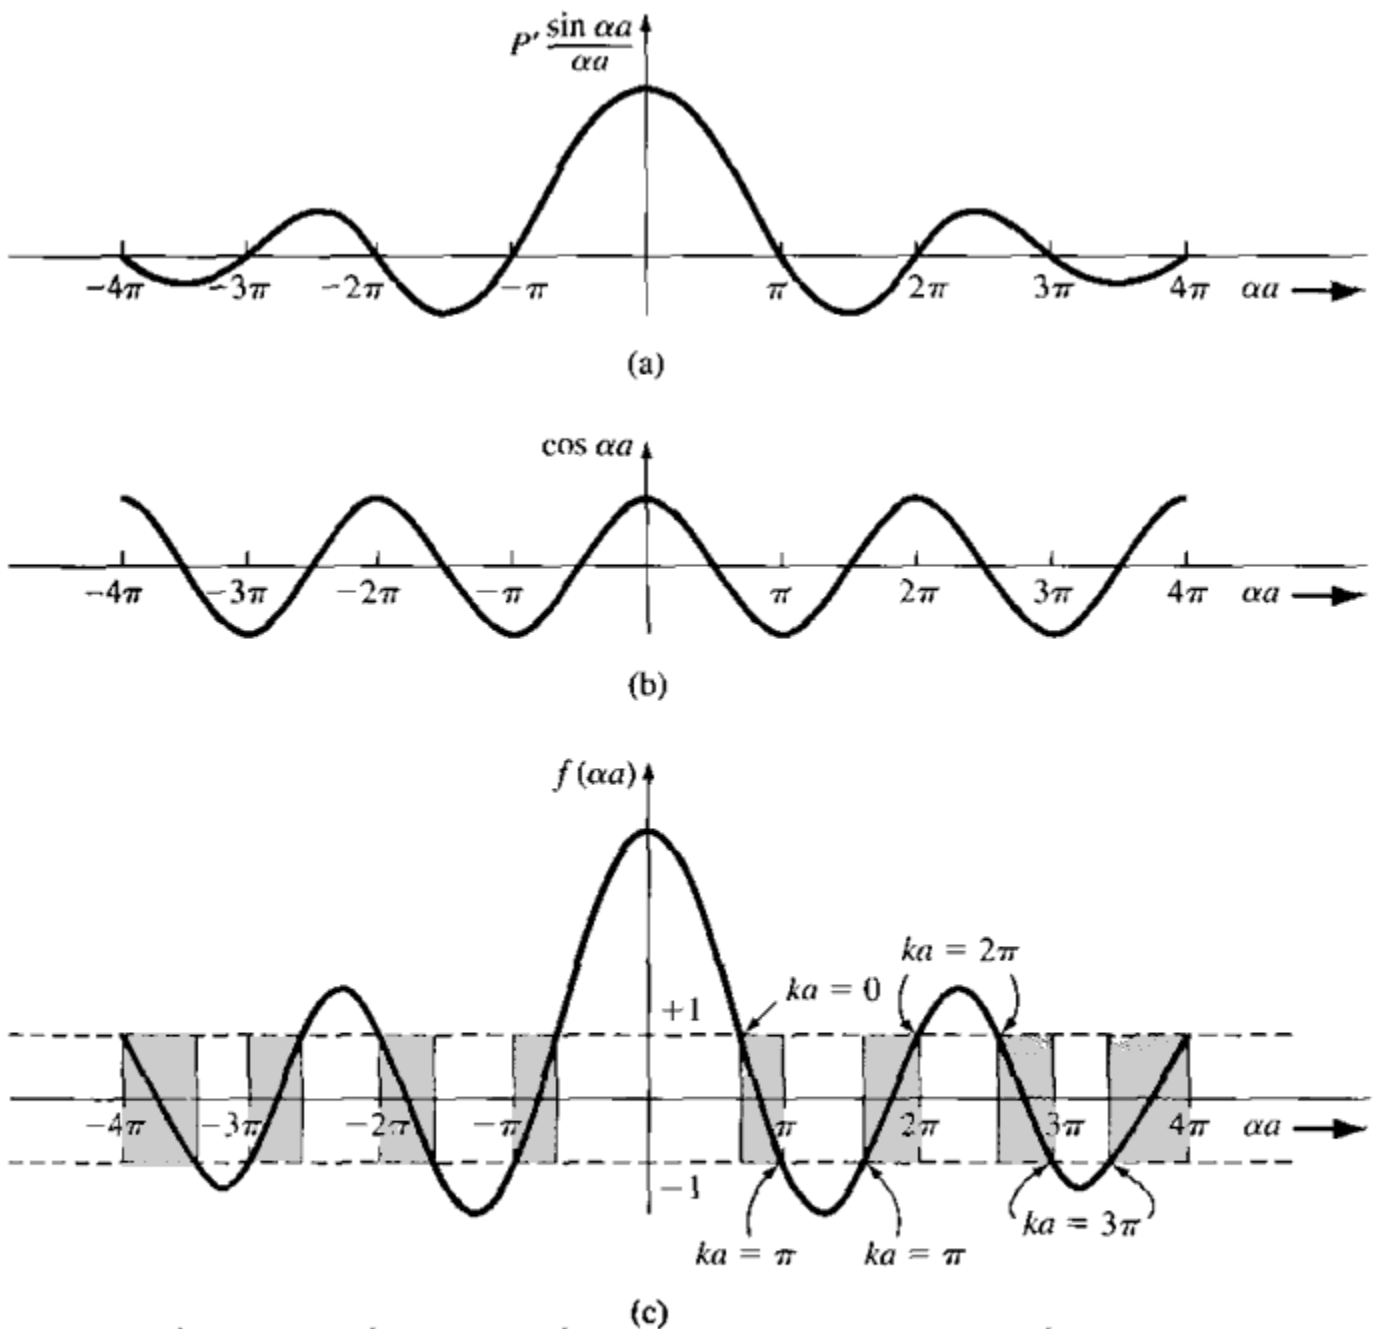 P′ sin αa
αa
−4π −3π −2π −π π 2π 3π 4π αa
(a)
cos αa
−4π −3π −2π −π π 2π 3π 4π αa
(b)
f(αa)
ka = 2π
ka = 0
+1
−4π −3π −2π −π π 2π 3π 4π αa
−1
ka = 3π
ka = π ka = π
(c)